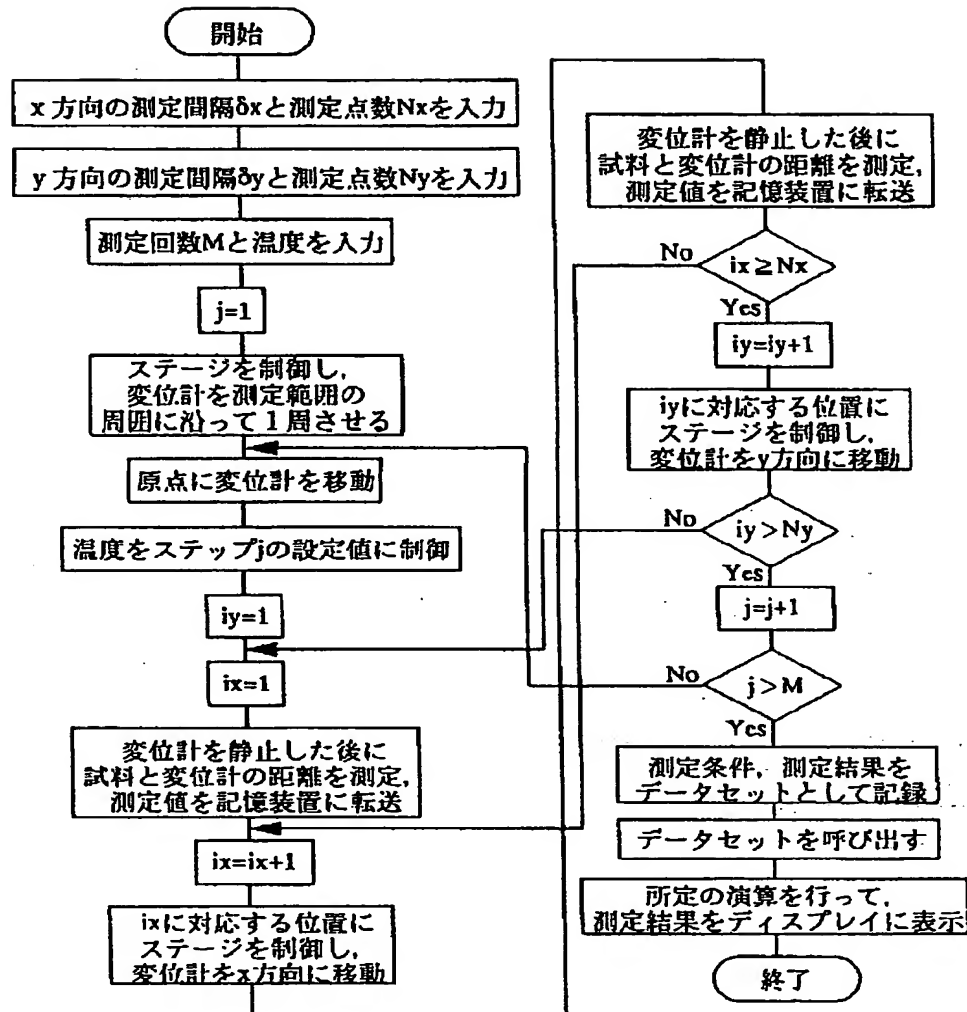 開始
x 方向の測定間隔δxと測定点数Nxを入力
y 方向の測定間隔δyと測定点数Nyを入力
測定回数Mと温度を入力
j=1
ステージを制御し,
変位計を測定範囲の
周囲に沿って1周させる
原点に変位計を移動
温度をステップjの設定値に制御
iy=1
ix=1
変位計を静止した後に
試料と変位計の距離を測定,
測定値を記憶装置に転送
ix=ix+1
ixに対応する位置に
ステージを制御し,
変位計をx方向に移動
変位計を静止した後に
試料と変位計の距離を測定,
測定値を記憶装置に転送
No
ix≧Nx
Yes
iy=iy+1
iyに対応する位置に
ステージを制御し,
変位計をy方向に移動
No
iy>Ny
Yes
j=j+1
No
j>M
Yes
測定条件, 測定結果を
データセットとして記録
データセットを呼び出す
所定の演算を行って,
測定結果をディスプレイに表示
終了